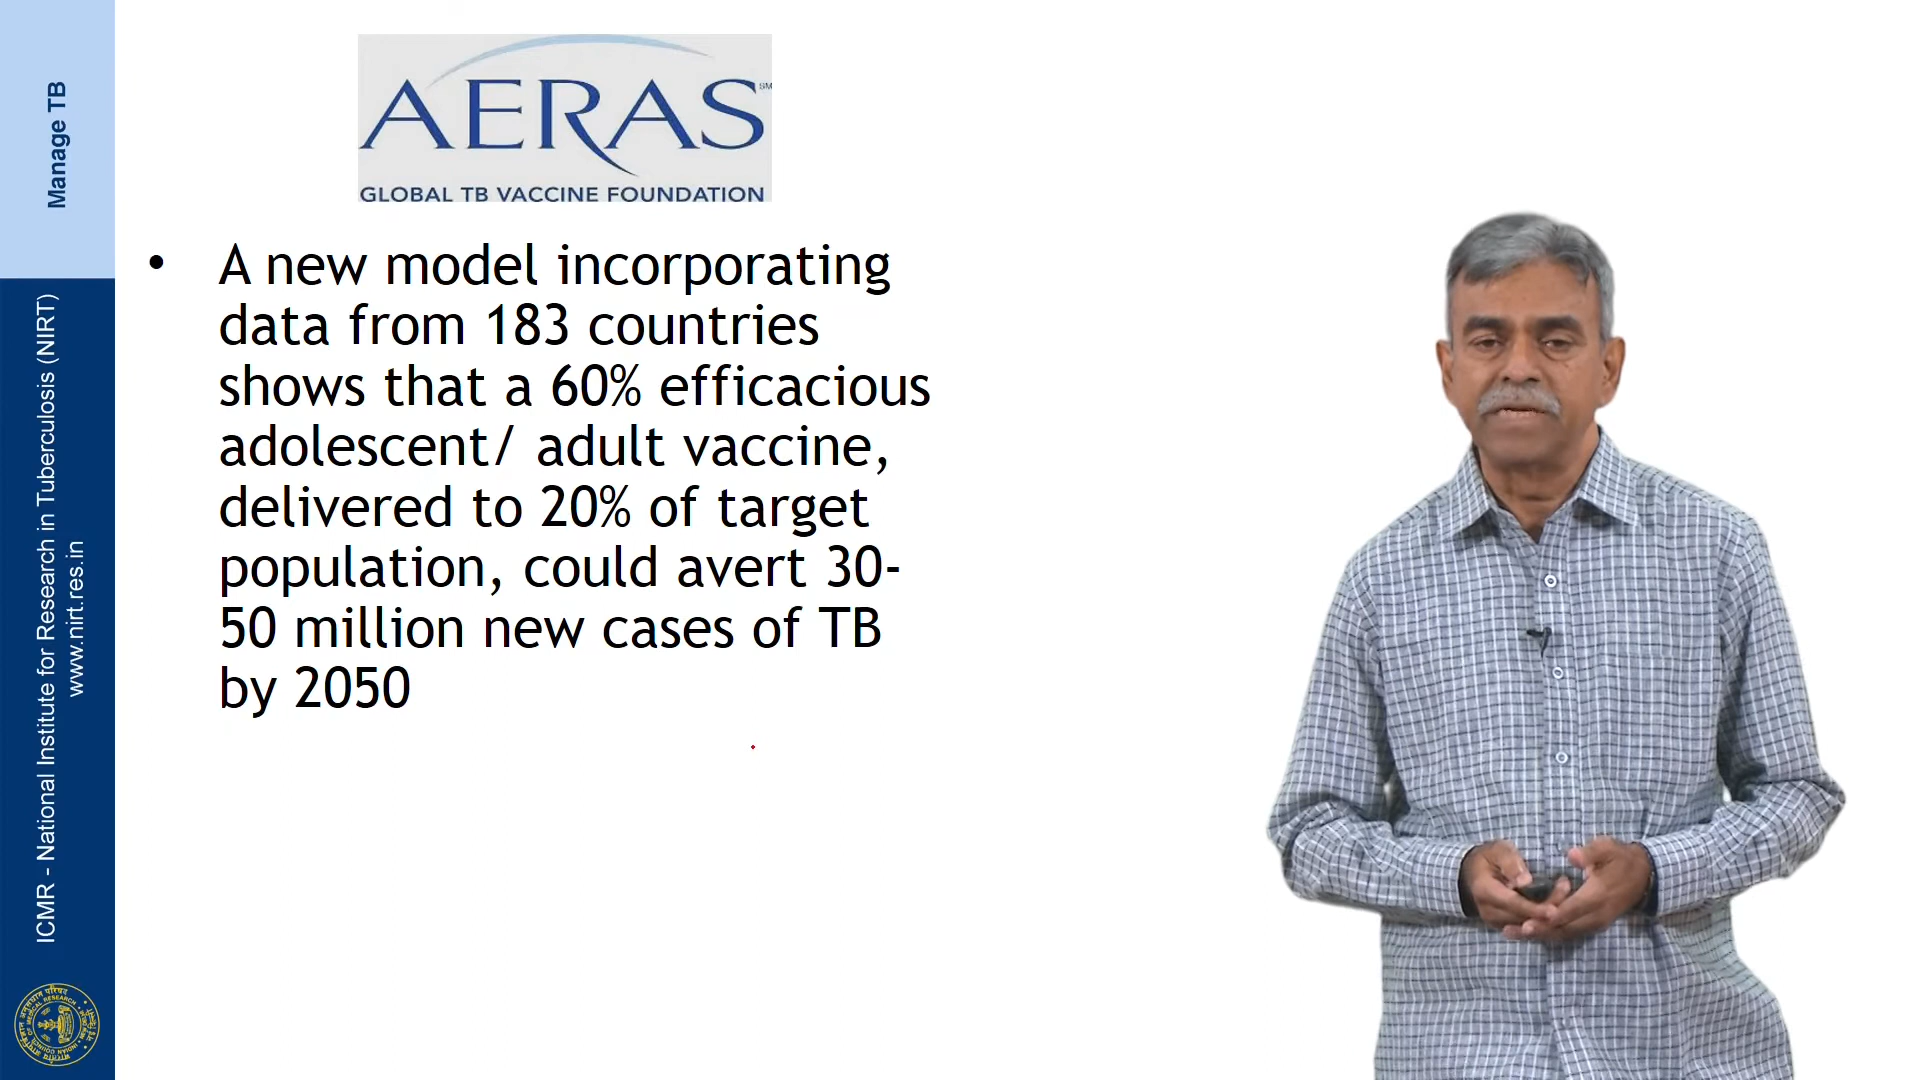 Manage TB
ICMR - National Institute for Research in Tuberculosis (NIRT)
www.nirt.res.in
AERAS
SM
GLOBAL TB VACCINE FOUNDATION
• A new model incorporating
data from 183 countries
shows that a 60% efficacious
adolescent/ adult vaccine,
delivered to 20% of target
population, could avert 30-
50 million new cases of TB
by 2050